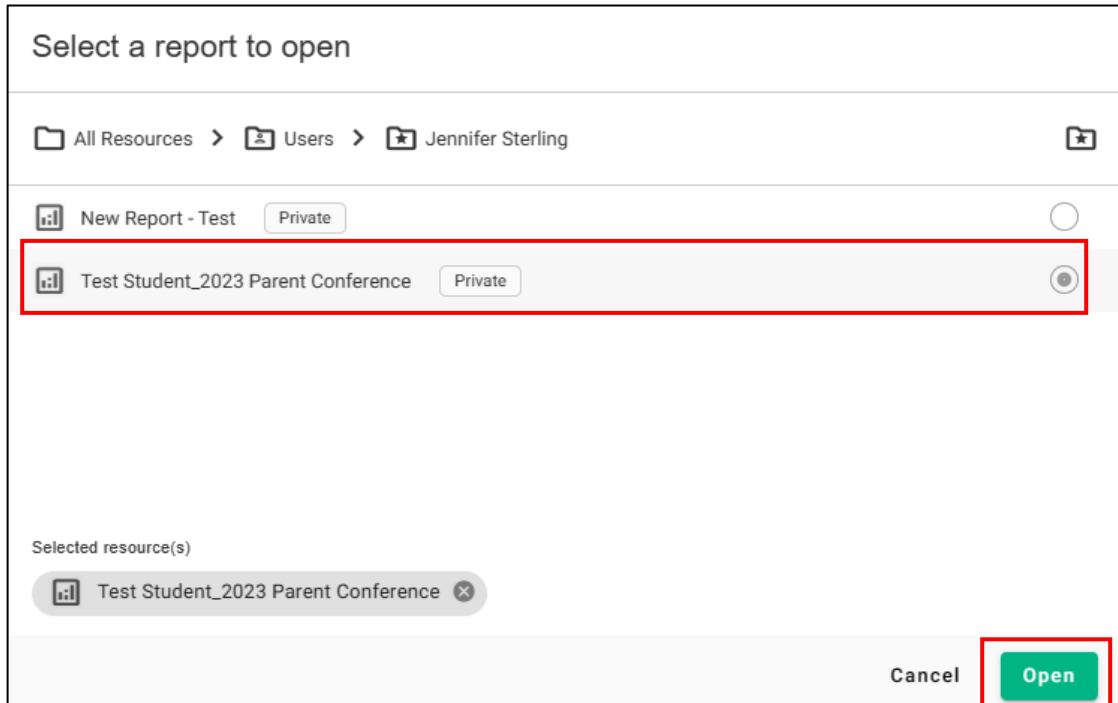 Select a report to open
All Resources > Users > Jennifer Sterling
New Report - Test Private
Test Student_2023 Parent Conference Private
Selected resource(s)
Test Student_2023 Parent Conference
Cancel Open